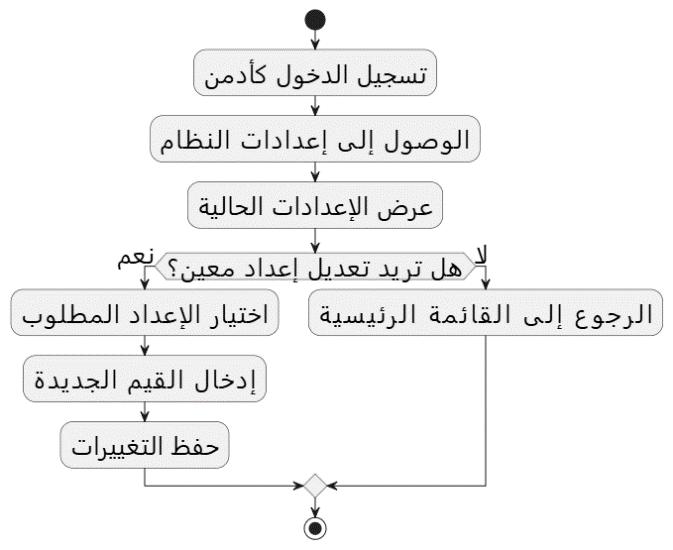 تسجيل الدخول كأدمن
الوصول إلى إعدادات النظام
عرض الإعدادات الحالية
هل تريد تعديل إعداد معين؟
نعم
لا
اختيار الإعداد المطلوب
الرجوع إلى القائمة الرئيسية
إدخال القيم الجديدة
حفظ التغييرات